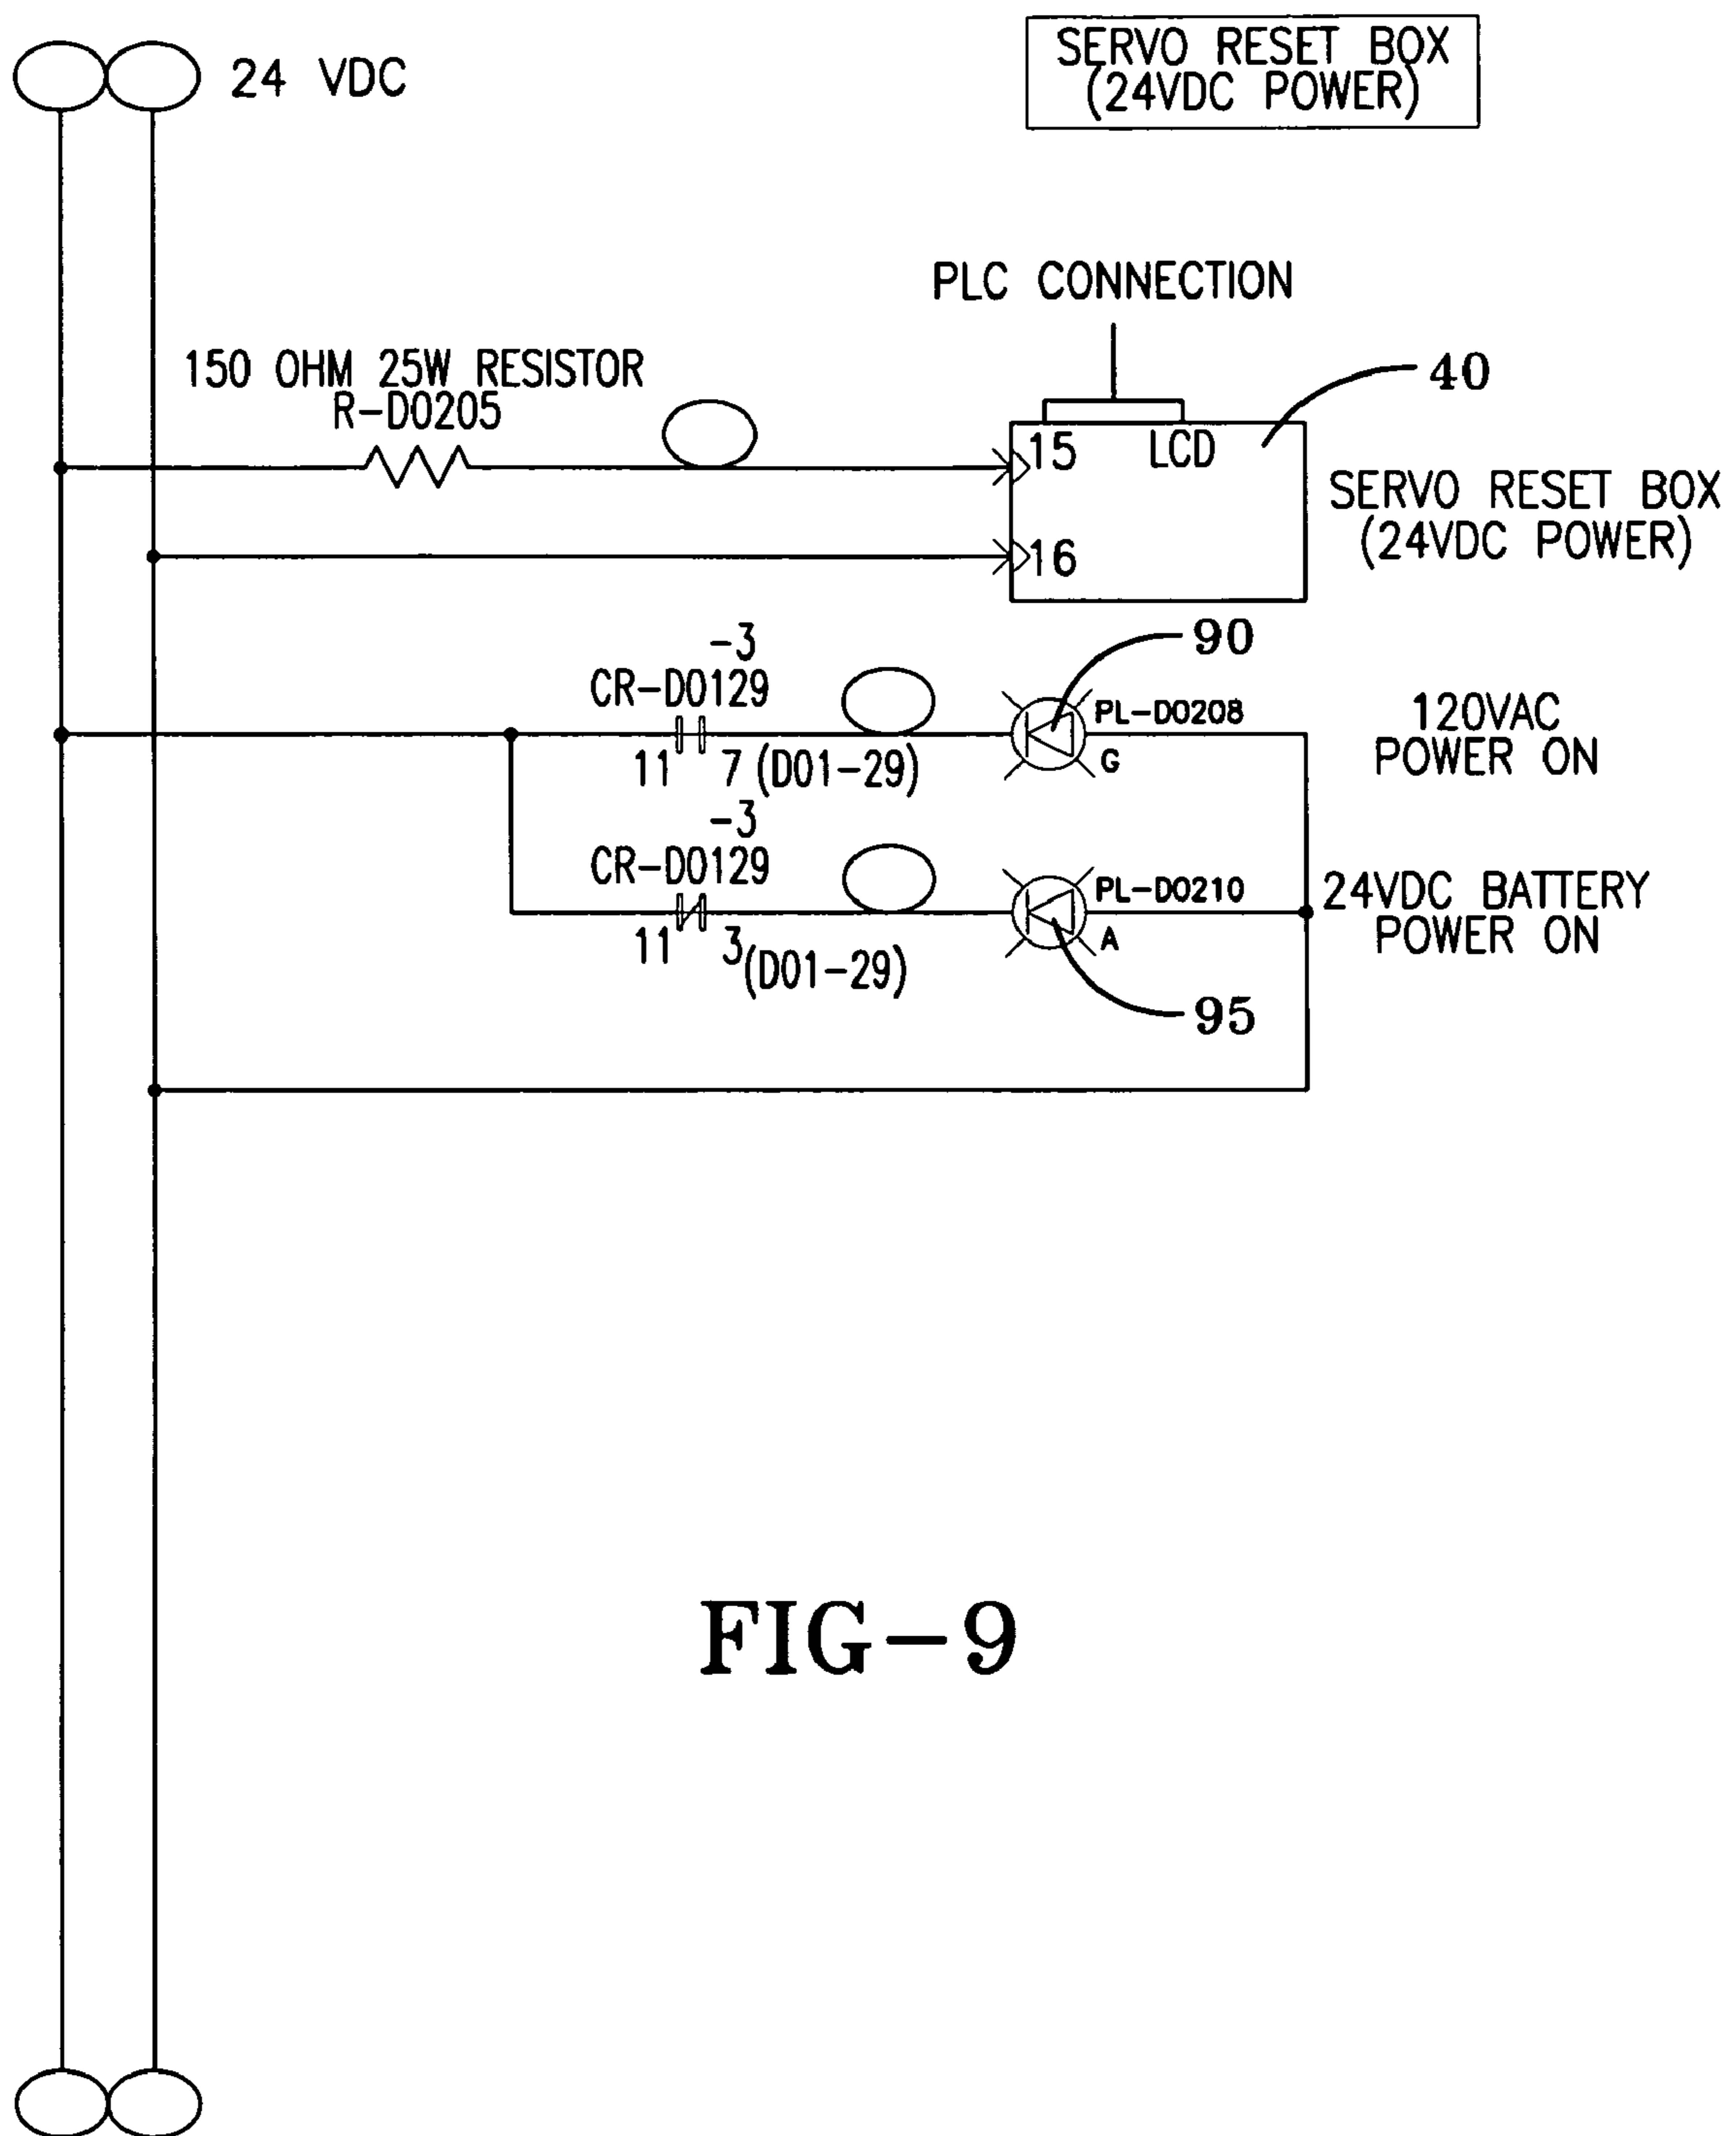 24 VDC
SERVO RESET BOX
(24VDC POWER)
PLC CONNECTION
150 OHM 25W RESISTOR
R-D0205
40
15
LCD
SERVO RESET BOX
(24VDC POWER)
16
-3
CR-D0129
90
PL-D0208
120VAC
POWER ON
11
7 (D01-29)
G
-3
CR-D0129
PL-D0210
24VDC BATTERY
POWER ON
11
3 (D01-29)
A
95
FIG-9